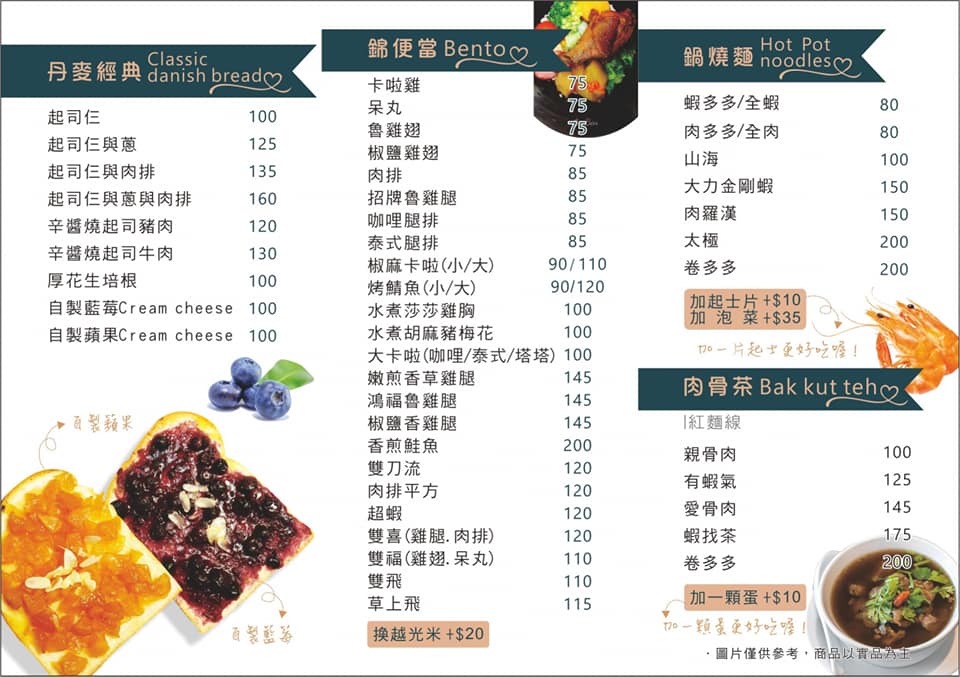 丹麥經典 Classic danish bread
起司仨 100
起司仨與蔥 125
起司仨與肉排 135
起司仨與蔥與肉排 160
辛醬燒起司豬肉 120
辛醬燒起司牛肉 130
厚花生培根 100
自製藍莓Cream cheese 100
自製蘋果Cream cheese 100
自製蘋果
自製藍莓
錦便當 Bento
卡啦雞 75
呆丸 75
魯雞翅 75
椒鹽雞翅 75
肉排 85
招牌魯雞腿 85
咖哩腿排 85
泰式腿排 85
椒麻卡啦(小/大) 90/110
烤鯖魚(小/大) 90/120
水煮莎莎雞胸 100
水煮胡麻豬梅花 100
大卡啦(咖哩/泰式/塔塔) 100
嫩煎香草雞腿 145
鴻福魯雞腿 145
椒鹽香雞腿 145
香煎鮭魚 200
雙刀流 120
肉排平方 120
超蝦 120
雙喜(雞腿.肉排) 120
雙福(雞翅.呆丸) 110
雙飛 110
草上飛 115
換越光米+$20
鍋燒麵 Hot Pot noodles
蝦多多/全蝦 80
肉多多/全肉 80
山海 100
大力金剛蝦 150
肉羅漢 150
太極 200
卷多多 200
加起士片+$10
加 泡 菜+$35
加一片起士更好吃喔!
肉骨茶 Bak kut teh
|紅麵線
親骨肉 100
有蝦氣 125
愛骨肉 145
蝦找茶 175
卷多多 200
加一顆蛋+$10
加一顆蛋更好吃喔!
·圖片僅供參考,商品以實品為主